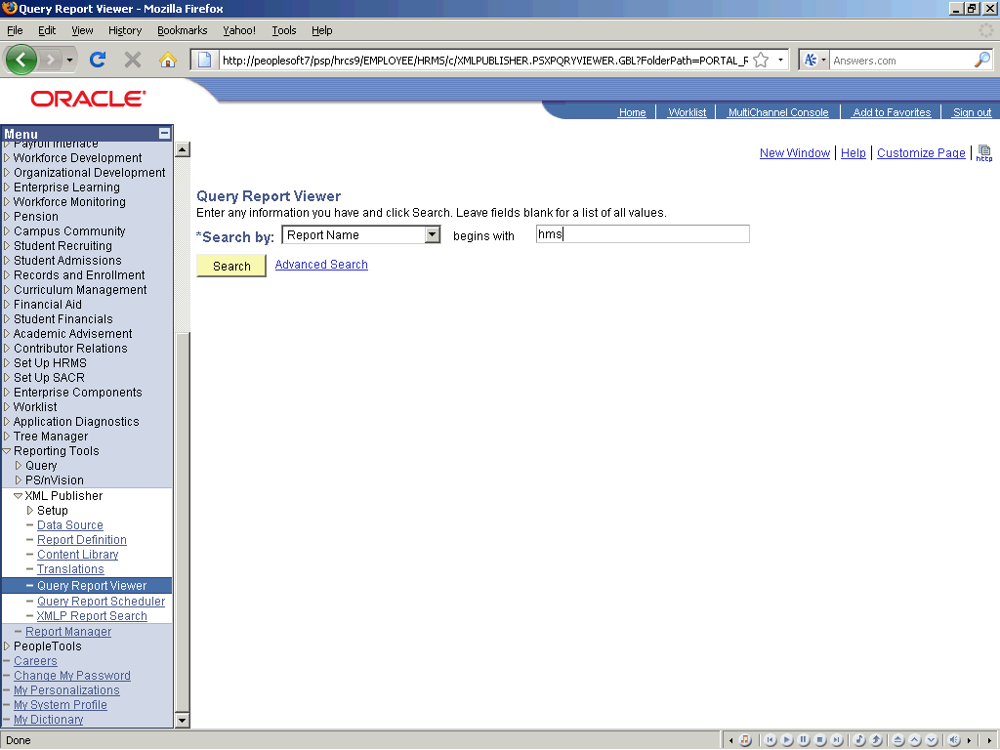 Query Report Viewer - Mozilla Firefox
File Edit View History Bookmarks Yahoo! Tools Help
http://peoplesoft7/psp/hrcs9/EMPLOYEE/HRMS/c/XMLPUBLISHER.PSXPQRYVIEWER.GBL?FolderPath=PORTAL_R
Answers.com
ORACLE
Home Worklist MultiChannel Console Add to Favorites Sign out
Menu
Payroll Interface
Workforce Development
Organizational Development
Enterprise Learning
Workforce Monitoring
Pension
Campus Community
Student Recruiting
Student Admissions
Records and Enrollment
Curriculum Management
Financial Aid
Student Financials
Academic Advisement
Contributor Relations
Set Up HRMS
Set Up SACR
Enterprise Components
Worklist
Application Diagnostics
Tree Manager
Reporting Tools
Query
PS/nVision
XML Publisher
Setup
Data Source
Report Definition
Content Library
Translations
Query Report Viewer
Query Report Scheduler
XMLP Report Search
Report Manager
PeopleTools
Careers
Change My Password
My Personalizations
My System Profile
My Dictionary
New Window | Help | Customize Page | http
Query Report Viewer
Enter any information you have and click Search. Leave fields blank for a list of all values.
*Search by: Report Name begins with hms
Search Advanced Search
Done